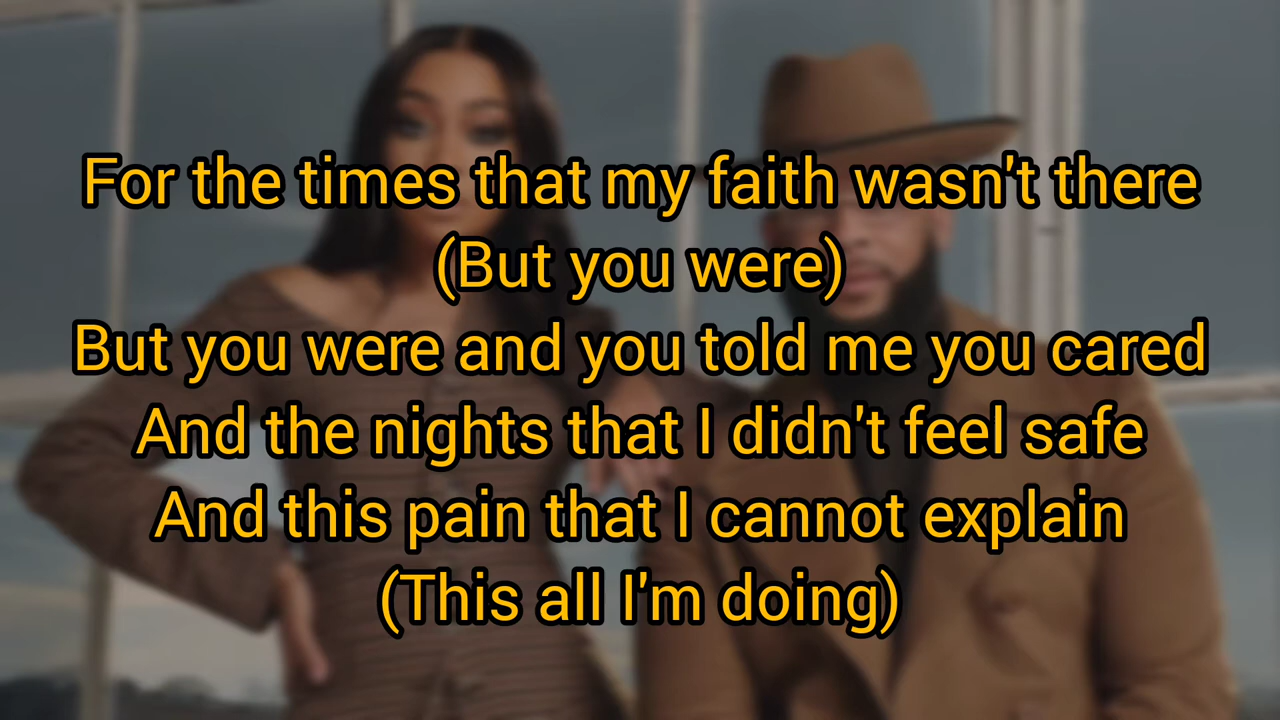 For the times that my faith wasn't there
(But you were)
But you were and you told me you cared
And the nights that I didn't feel safe
And this pain that I cannot explain
(This all I'm doing)